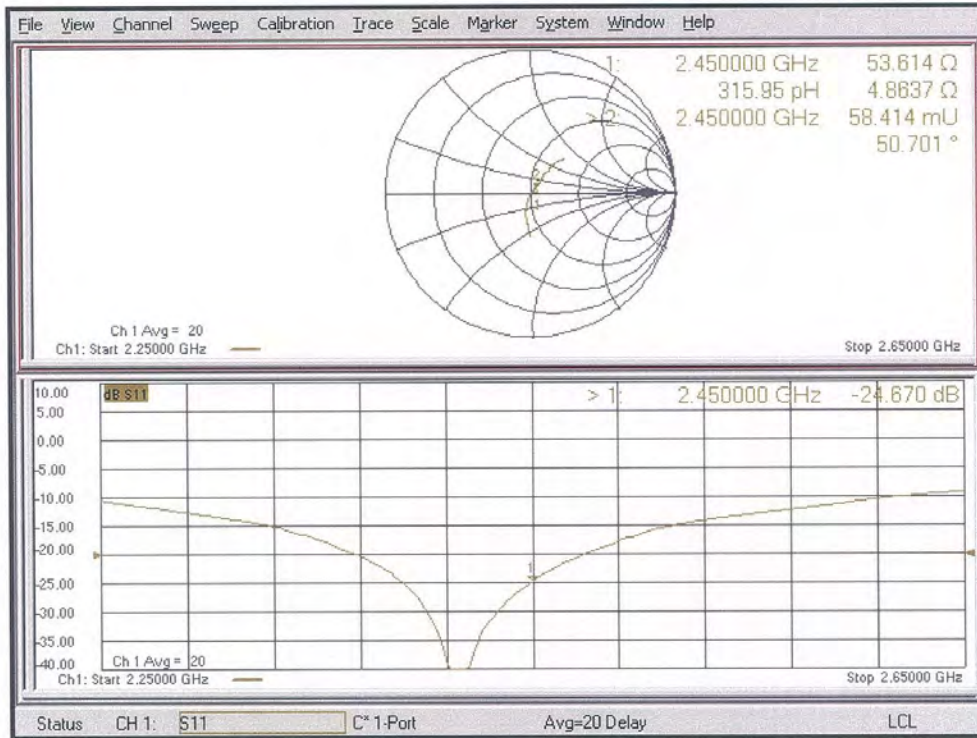 File View Channel Sweep Calibration Trace Scale Marker System Window Help
1: 2.450000 GHz 53.614 Ω
315.95 pH 4.8637 Ω
> 2: 2.450000 GHz 58.414 mU
50.701 °
Ch 1 Avg = 20
Ch1: Start 2.25000 GHz Stop 2.65000 GHz
10.00 dB S11 > 1: 2.450000 GHz -24.670 dB
5.00
0.00
-5.00
-10.00
-15.00
-20.00
-25.00 1
-30.00
-35.00
-40.00 Ch 1 Avg = 20
Ch1: Start 2.25000 GHz Stop 2.65000 GHz
Status CH 1: S11 C* 1-Port Avg=20 Delay LCL